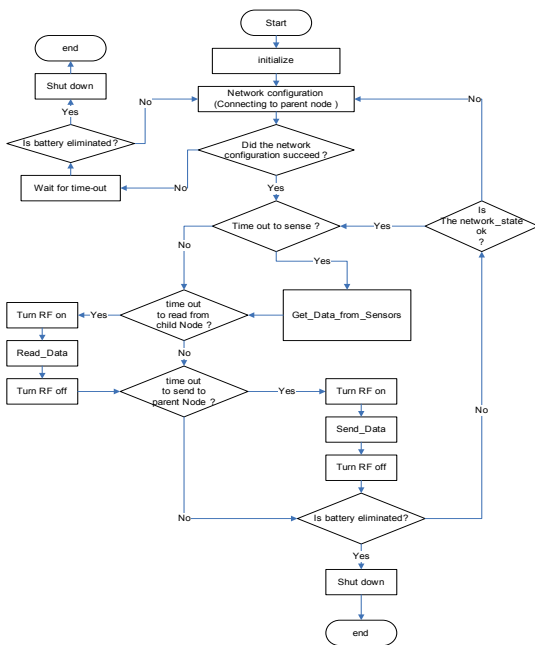 Start
initialize
Network configuration
(Connecting to parent node )
Did the network
configuration succeed ?
No
Yes
Wait for time-out
Is battery eliminated ?
No
Yes
Shut down
end
Time out to sense ?
Yes
No
Get_Data_from_Sensors
time out
to read from
child Node ?
Yes
No
Turn RF on
Read_Data
Turn RF off
time out
to send to
parent Node ?
Yes
No
Turn RF on
Send_Data
Turn RF off
Is battery eliminated?
No
Yes
Shut down
end
Is
The network_state
ok
?
Yes
No